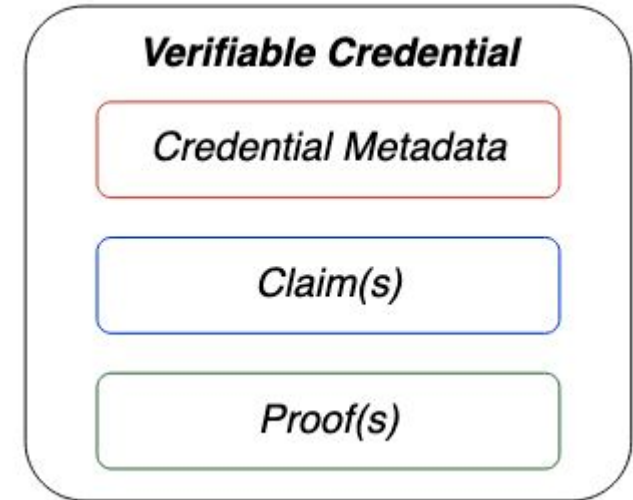 Verifiable Credential
Credential Metadata
Claim(s)
Proof(s)